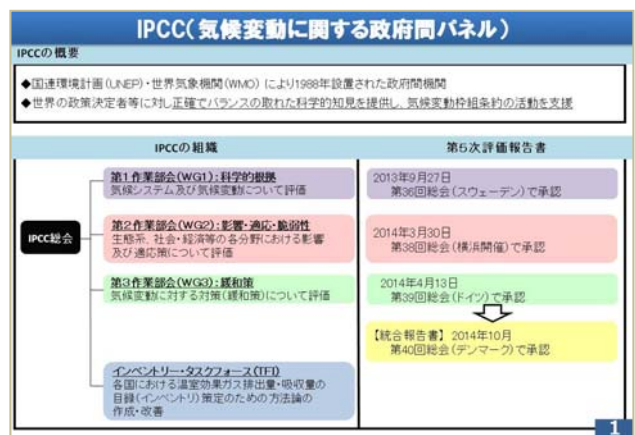 IPCC(気候変動に関する政府間パネル)
IPCCの概要
◆国連環境計画(UNEP)・世界気象機関(WMO)により1988年設置された政府間機関
◆世界の政策決定者等に対し正確でバランスの取れた科学的知見を提供し、気候変動枠組条約の活動を支援
IPCCの組織
第5次評価報告書
IPCC総会
第1作業部会(WG1):科学的根拠
気候システム及び気候変動について評価
2013年9月27日
第36回総会(スウェーデン)で承認
第2作業部会(WG2):影響・適応・脆弱性
生態系、社会・経済等の各分野における影響
及び適応策について評価
2014年3月30日
第38回総会(横浜開催)で承認
第3作業部会(WG3):緩和策
気候変動に対する対策(緩和策)について評価
2014年4月13日
第39回総会(ドイツ)で承認
【統合報告書】2014年10月
第40回総会(デンマーク)で承認
インベントリー・タスクフォース(TFI)
各国における温室効果ガス排出量・吸収量の
目録(インベントリ)策定のための方法論の
作成・改善
1